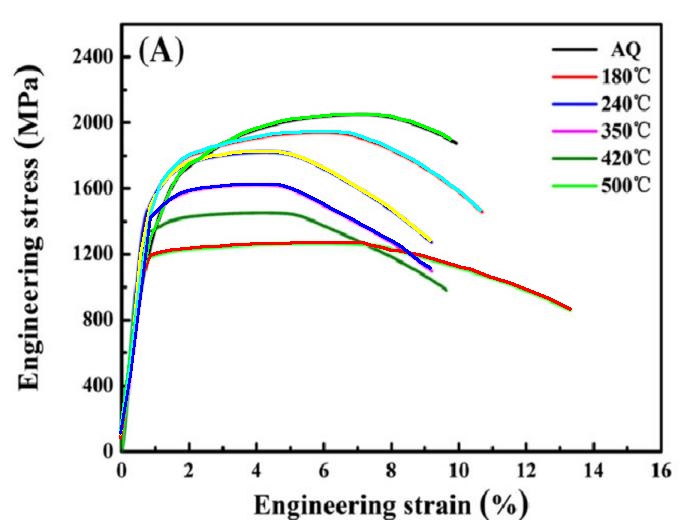 (A)
2400
2000
1600
1200
800
400
0
Engineering stress (MPa)
AQ
180℃
240℃
350℃
420℃
500℃
0 2 4 6 8 10 12 14 16
Engineering strain (%)